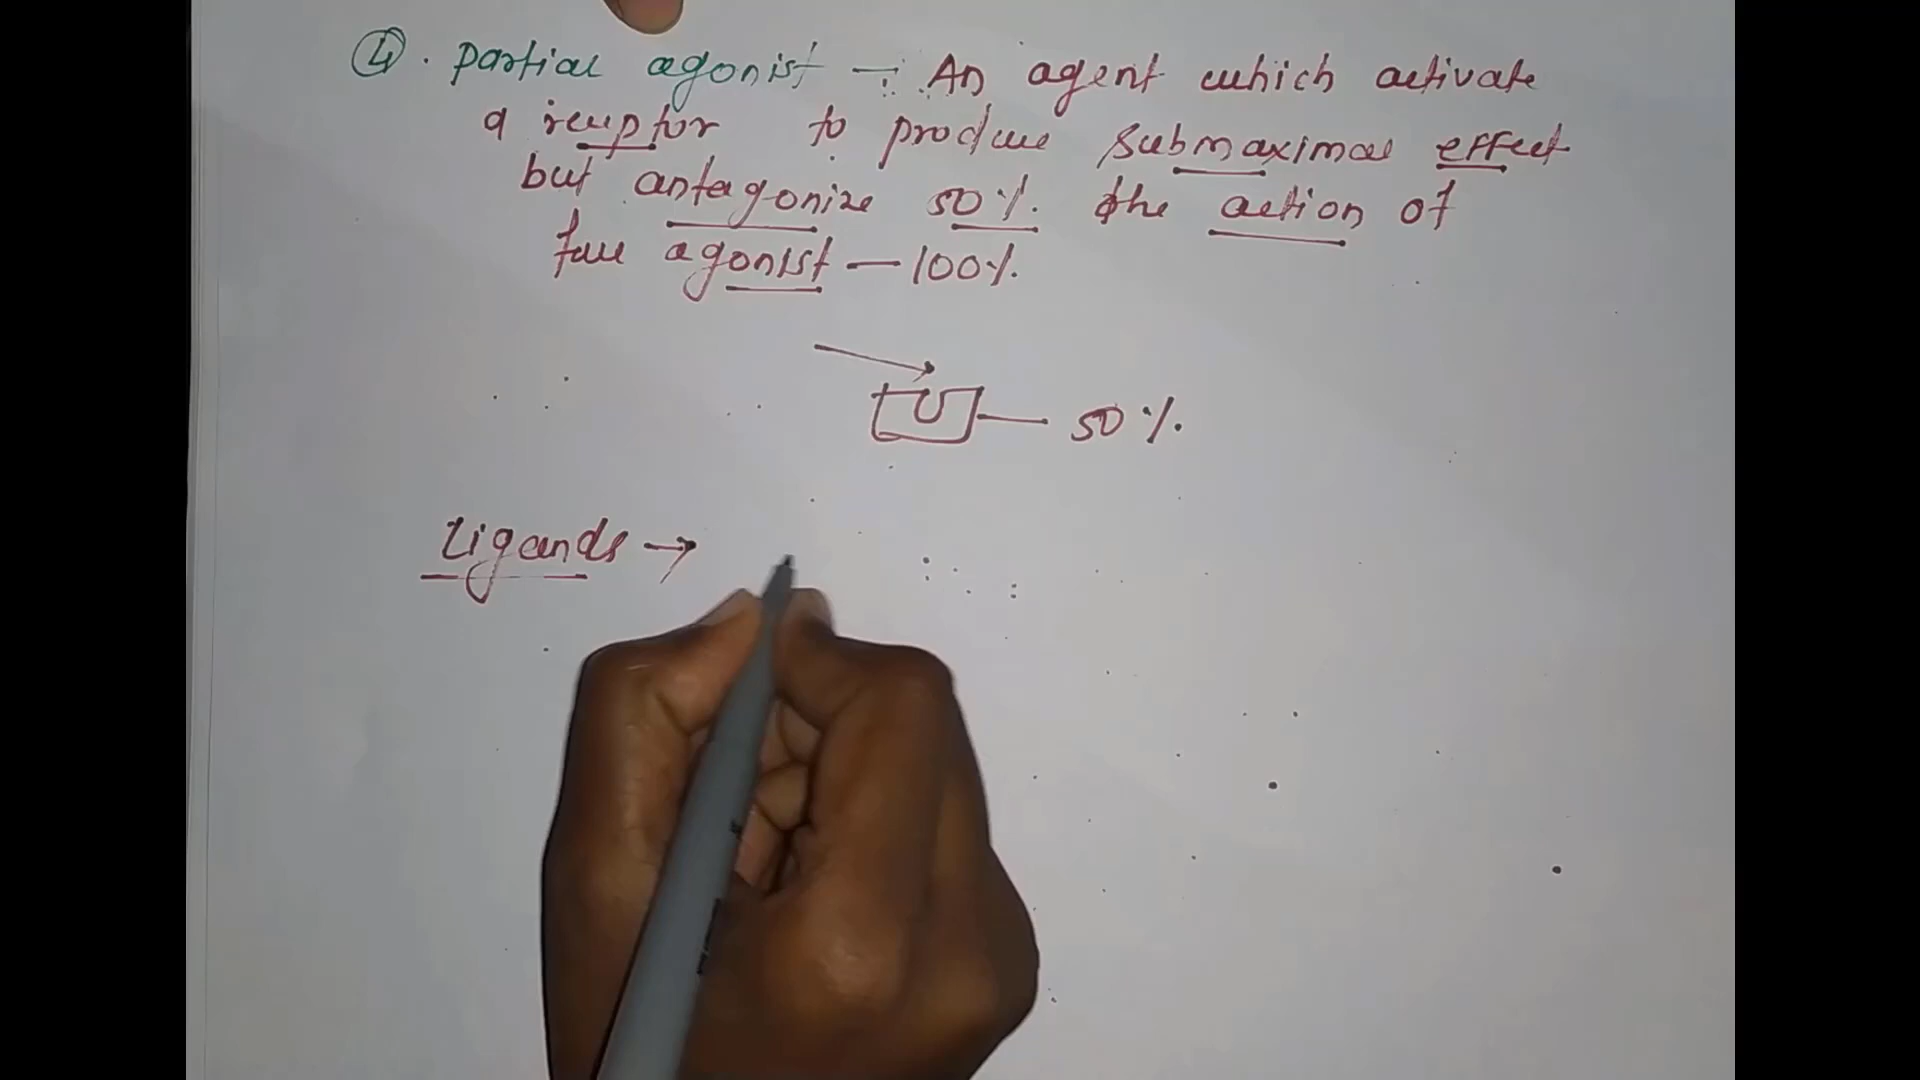 4. Partial agonist - An agent which activate
a receptor to produce submaximal effect
but antagonize 50%. the action of
full agonist - 100%.
50%.
Ligands →